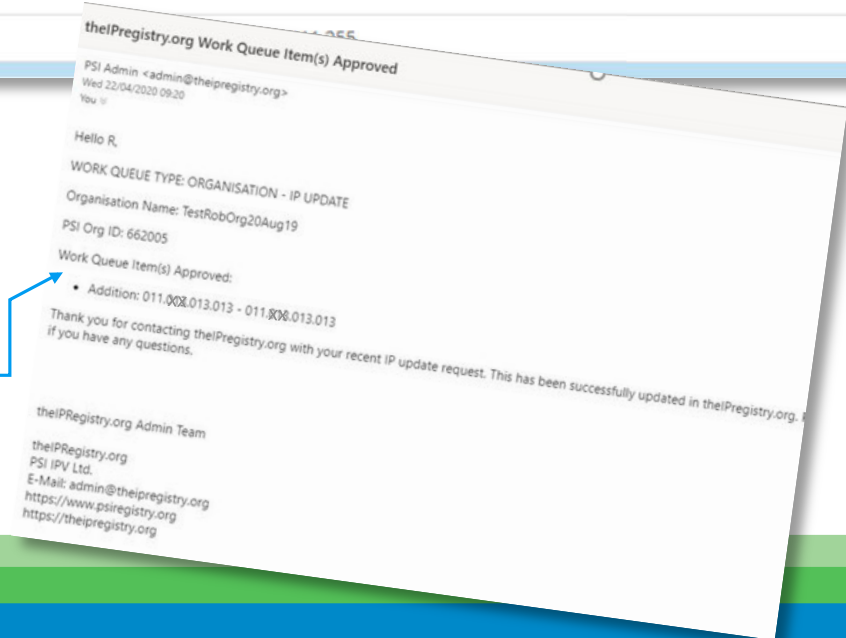 theIPregistry.org Work Queue Item(s) Approved
PSI Admin <admin@theipregistry.org>
Wed 22/04/2020 09:20
You
Hello R,
WORK QUEUE TYPE: ORGANISATION - IP UPDATE
Organisation Name: TestRobOrg20Aug19
PSI Org ID: 662005
Work Queue Item(s) Approved:
• Addition: 011.XXX.013.013 - 011.XXX.013.013
Thank you for contacting theIPregistry.org with your recent IP update request. This has been successfully updated in theIPregistry.org.
if you have any questions.
theIPRegistry.org Admin Team
theIPRegistry.org
PSI IPV Ltd.
E-Mail: admin@theipregistry.org
https://www.psiregistry.org
https://theipregistry.org